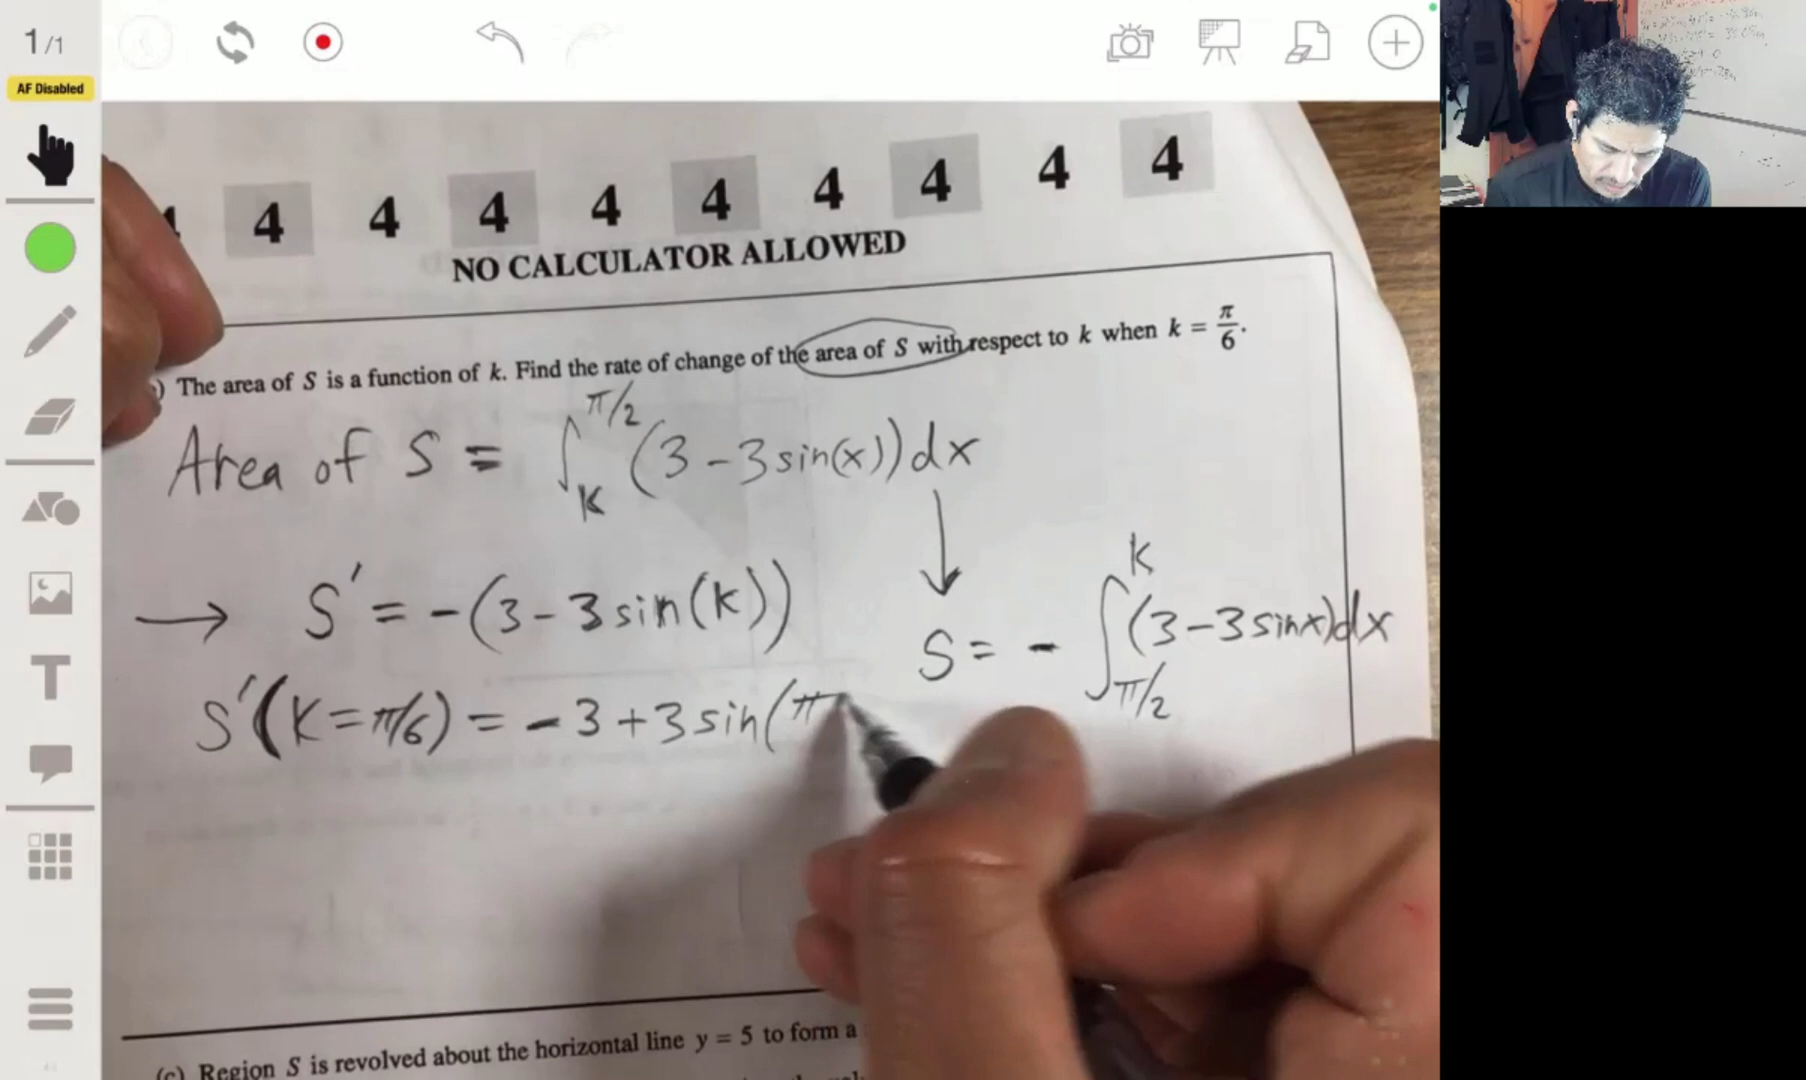 1/1
AF Disabled
4 4 4 4 4 4 4 4 4
NO CALCULATOR ALLOWED
) The area of S is a function of k. Find the rate of change of the area of S with respect to k when k = π/6.
Area of S = ∫_K^{π/2} (3-3sin(x))dx
→ S' = -(3-3sin(k))
S = - ∫_{π/2}^K (3-3sinx)dx
S'(K=π/6) = -3+3sin(π
(c) Region S is revolved about the horizontal line y = 5 to form a
T